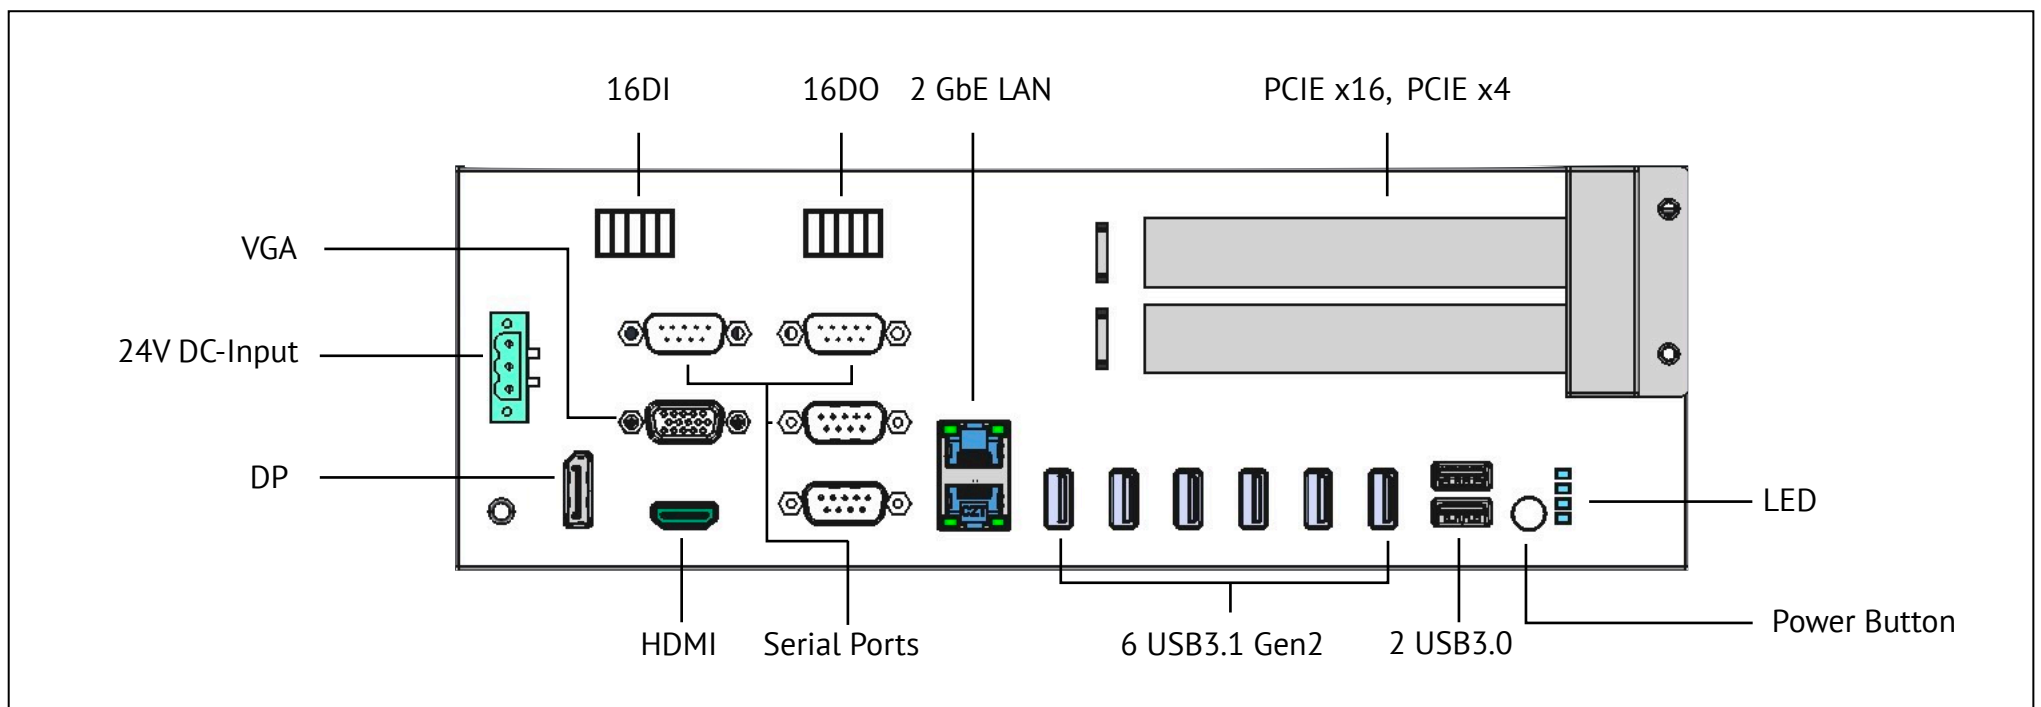 16DI
16DO
2 GbE LAN
PCIE x16, PCIE x4
VGA
24V DC-Input
DP
LED
Power Button
HDMI
Serial Ports
6 USB3.1 Gen2
2 USB3.0